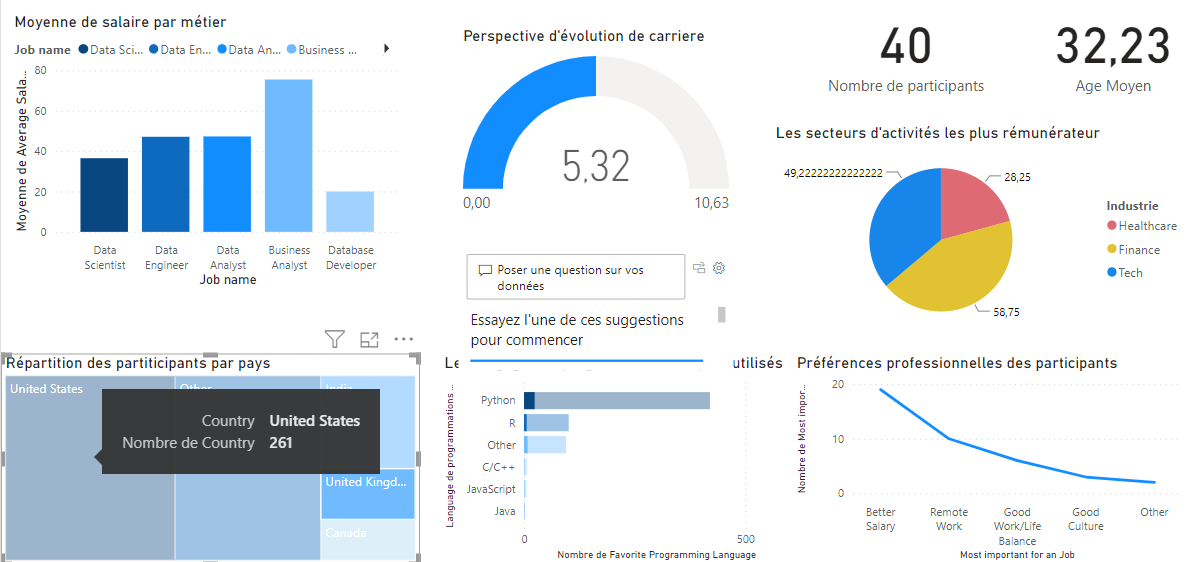 Moyenne de salaire par métier
Job name Data Sci... Data En... Data An... Business ...
Moyenne de Average Sala...
80
60
40
20
0
Data Scientist
Data Engineer
Data Analyst
Business Analyst
Database Developer
Job name
Perspective d'évolution de carriere
5,32
0,00
10,63
40
Nombre de participants
32,23
Age Moyen
Les secteurs d'activités les plus rémunérateur
49,22222222222222
28,25
58,75
Industrie
Healthcare
Finance
Tech
Poser une question sur vos
données
Essayez l'une de ces suggestions
pour commencer
Répartition des partiticipants par pays
United States
Other
India
United Kingd...
Canada
Country United States
Nombre de Country 261
Le
utilisés
Language de programmations...
Python
R
Other
C/C++
JavaScript
Java
0
500
Nombre de Favorite Programming Language
Préférences professionnelles des participants
Nombre de Most impor...
20
10
0
Better
Salary
Remote
Work
Good
Work/Life
Balance
Good
Culture
Other
Most important for an Job